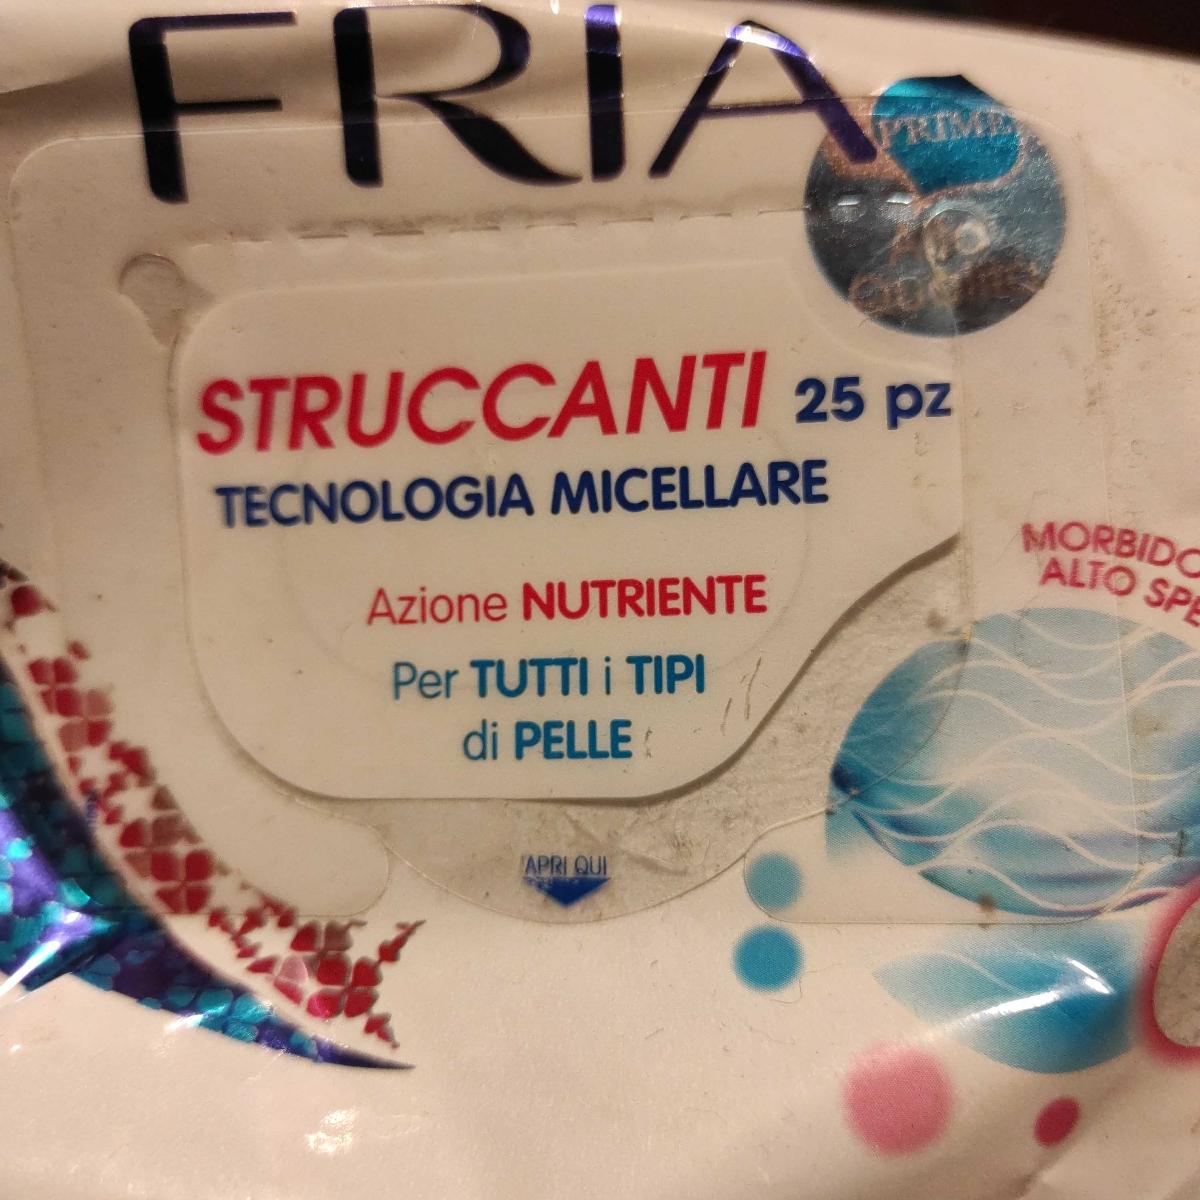 FRIA
PRIME
STRUCCANTI 25 pz
TECNOLOGIA MICELLARE
MORBIDO
ALTO SPE
Azione NUTRIENTE
Per TUTTI i TIPI
di PELLE
APRI QUI